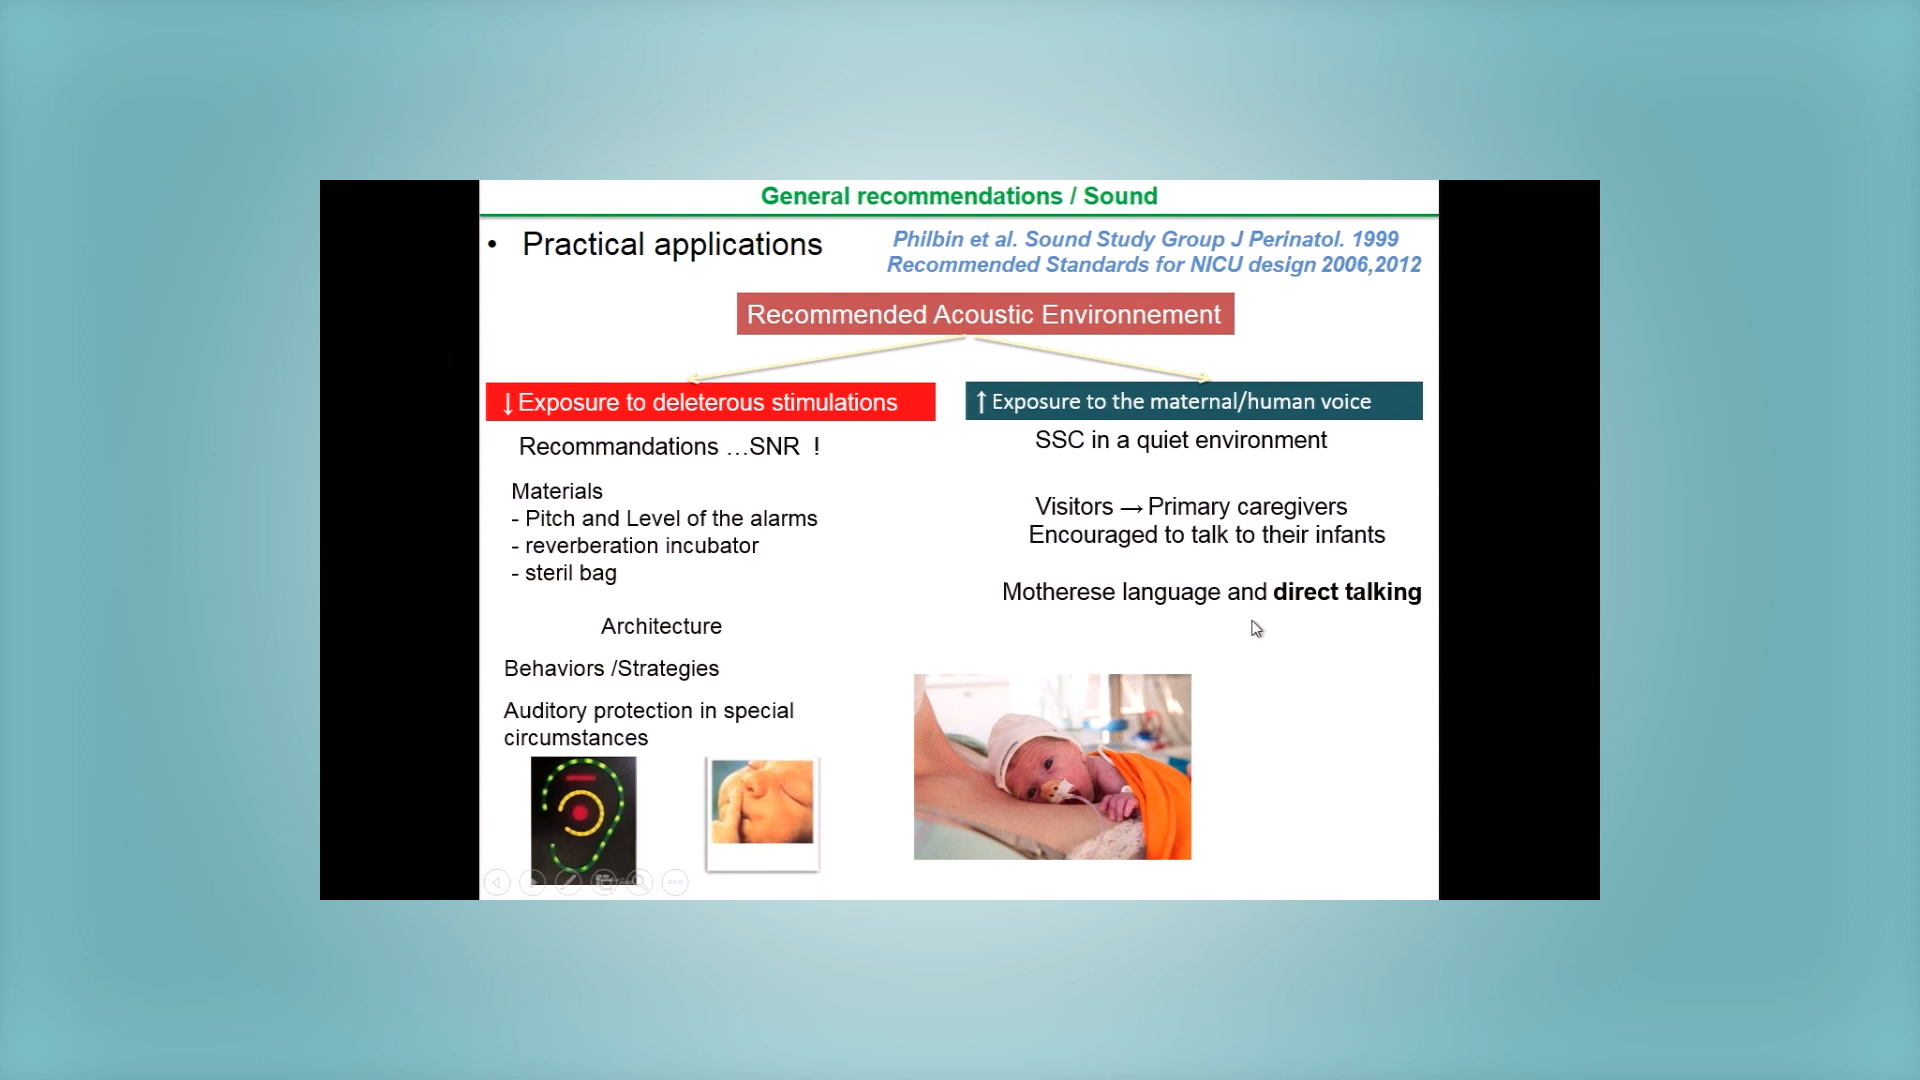 General recommendations / Sound
• Practical applications
Philbin et al. Sound Study Group J Perinatol. 1999
Recommended Standards for NICU design 2006,2012
Recommended Acoustic Environnement
↓ Exposure to deleterous stimulations
Recommandations …SNR !
Materials
- Pitch and Level of the alarms
- reverberation incubator
- steril bag
Architecture
Behaviors /Strategies
Auditory protection in special
circumstances
↑ Exposure to the maternal/human voice
SSC in a quiet environment
Visitors → Primary caregivers
Encouraged to talk to their infants
Motherese language and direct talking